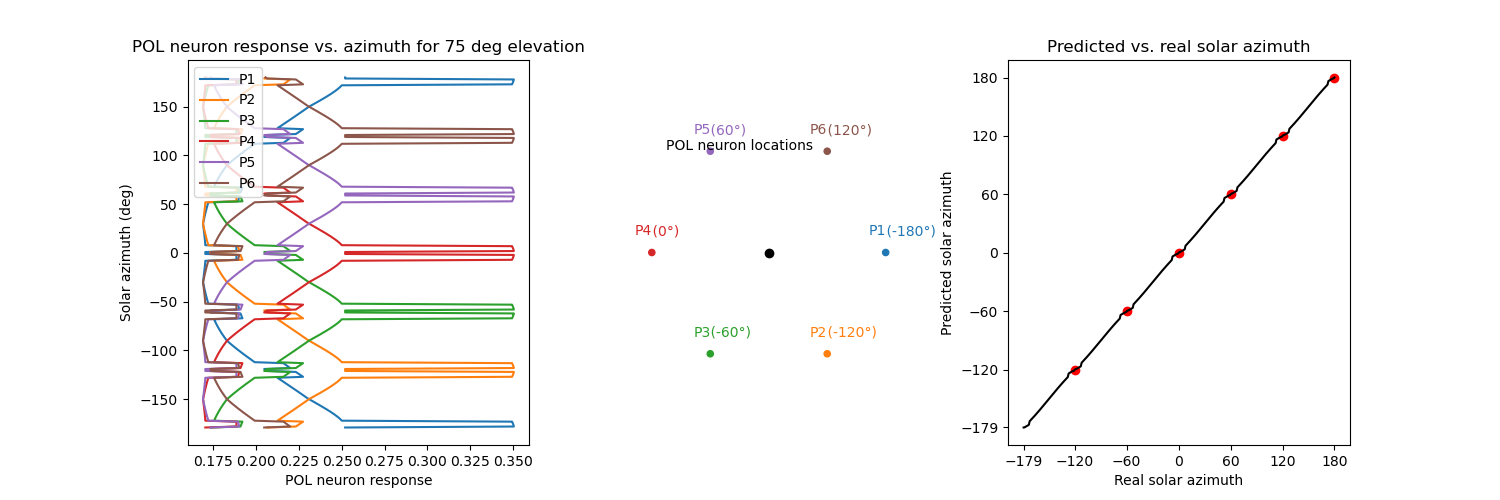 POL neuron response vs. azimuth for 75 deg elevation
P1
P2
P3
P4
P5
P6
150
100
50
0
−50
−100
−150
Solar azimuth (deg)
0.175 0.200 0.225 0.250 0.275 0.300 0.325 0.350
POL neuron response
P5(60°) P6(120°)
POL neuron locations
P4(0°) P1(-180°)
P3(-60°) P2(-120°)
Predicted vs. real solar azimuth
180
120
60
0
−60
−120
−179
Predicted solar azimuth
−179 −120 −60 0 60 120 180
Real solar azimuth